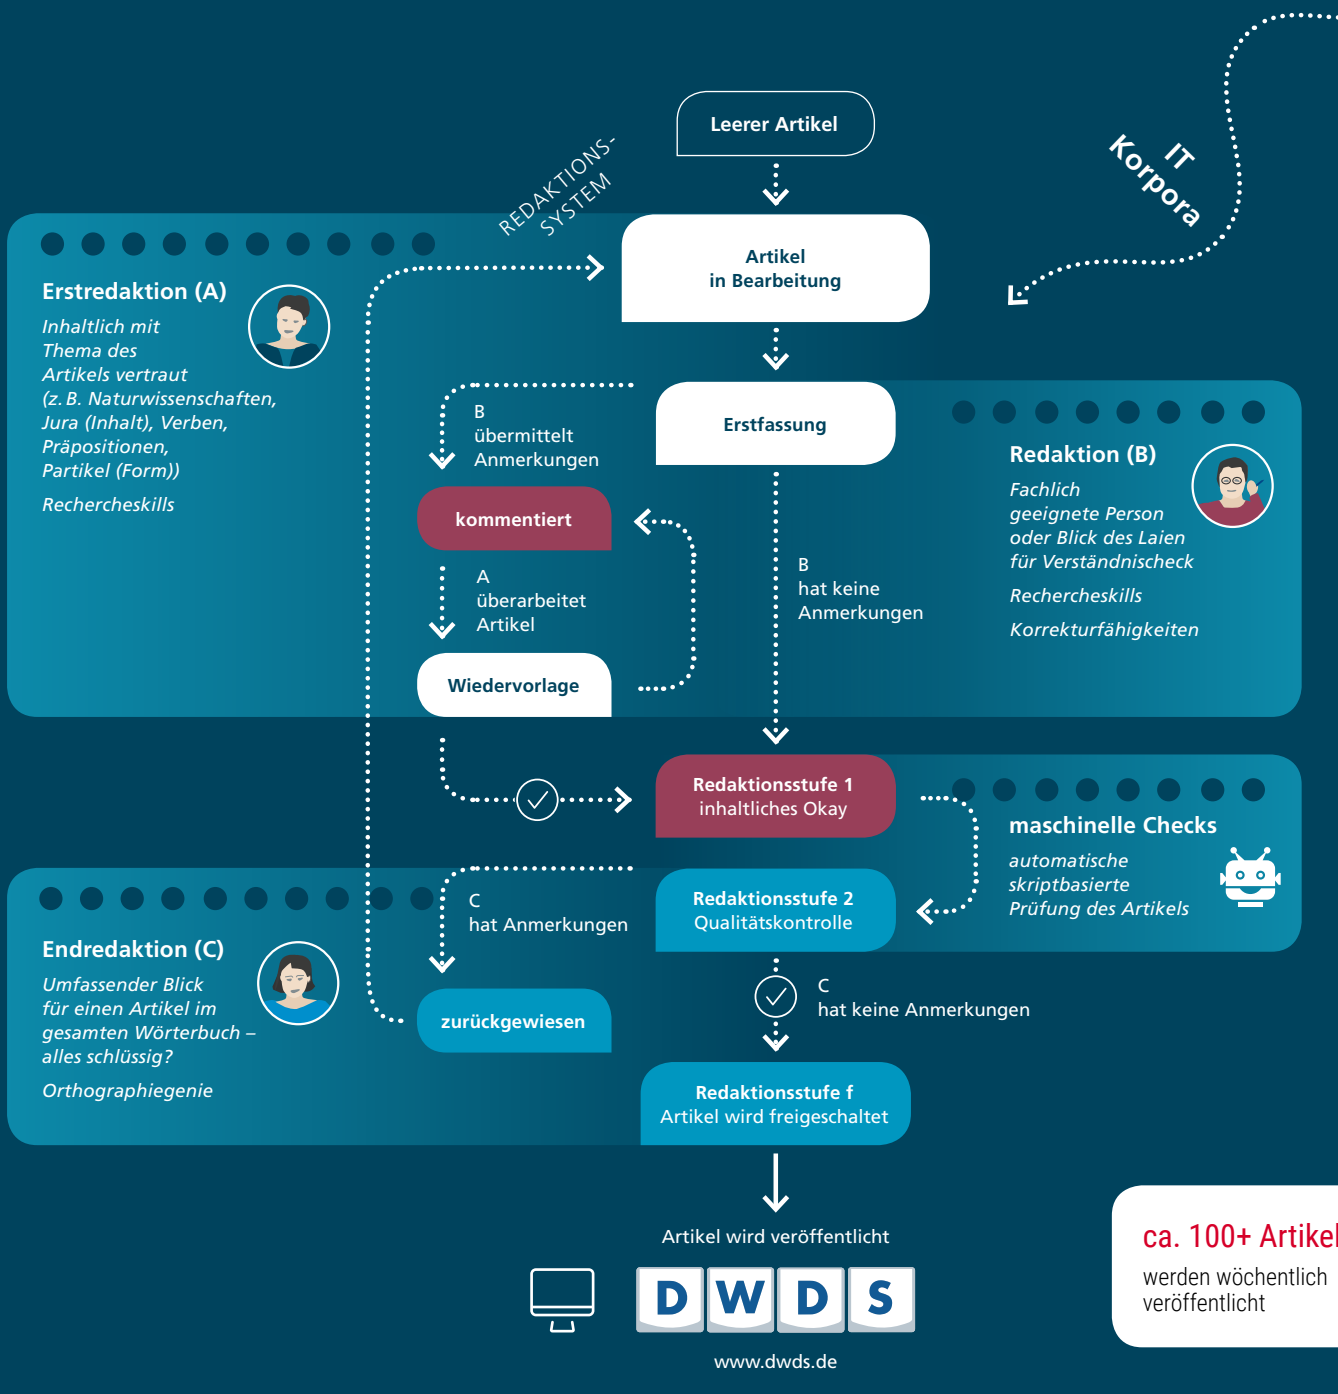 Leerer Artikel
REDAKTIONS-
SYSTEM
IT
Korpora
Artikel
in Bearbeitung
Erstredaktion (A)
Inhaltlich mit
Thema des
Artikels vertraut
(z. B. Naturwissenschaften,
Jura (Inhalt), Verben,
Präpositionen,
Partikel (Form))
Rechercheskills
B
übermittelt
Anmerkungen
Erstfassung
Redaktion (B)
Fachlich
geeignete Person
oder Blick des Laien
für Verständnischeck
Rechercheskills
Korrekturfähigkeiten
kommentiert
A
überarbeitet
Artikel
B
hat keine
Anmerkungen
Wiedervorlage
Redaktionsstufe 1
inhaltliches Okay
maschinelle Checks
automatische
skriptbasierte
Prüfung des Artikels
Redaktionsstufe 2
Qualitätskontrolle
C
hat Anmerkungen
Endredaktion (C)
Umfassender Blick
für einen Artikel im
gesamten Wörterbuch –
alles schlüssig?
Orthographiegenie
zurückgewiesen
C
hat keine Anmerkungen
Redaktionsstufe f
Artikel wird freigeschaltet
Artikel wird veröffentlicht
DWDS
www.dwds.de
ca. 100+ Artikel
werden wöchentlich
veröffentlicht